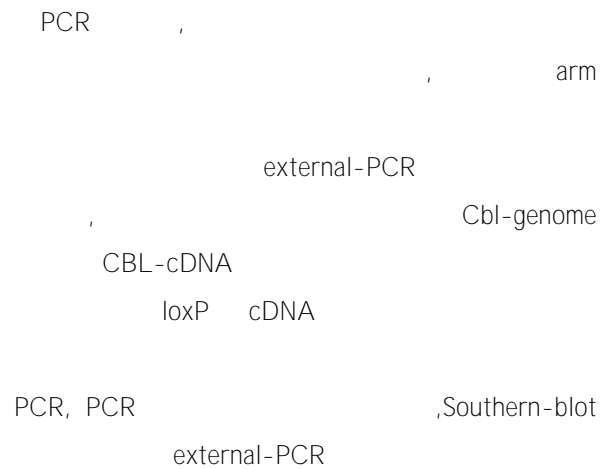 PCR ,
, arm
external-PCR
, Cbl-genome
CBL-cDNA
loxP cDNA
PCR, PCR ,Southern-blot
external-PCR